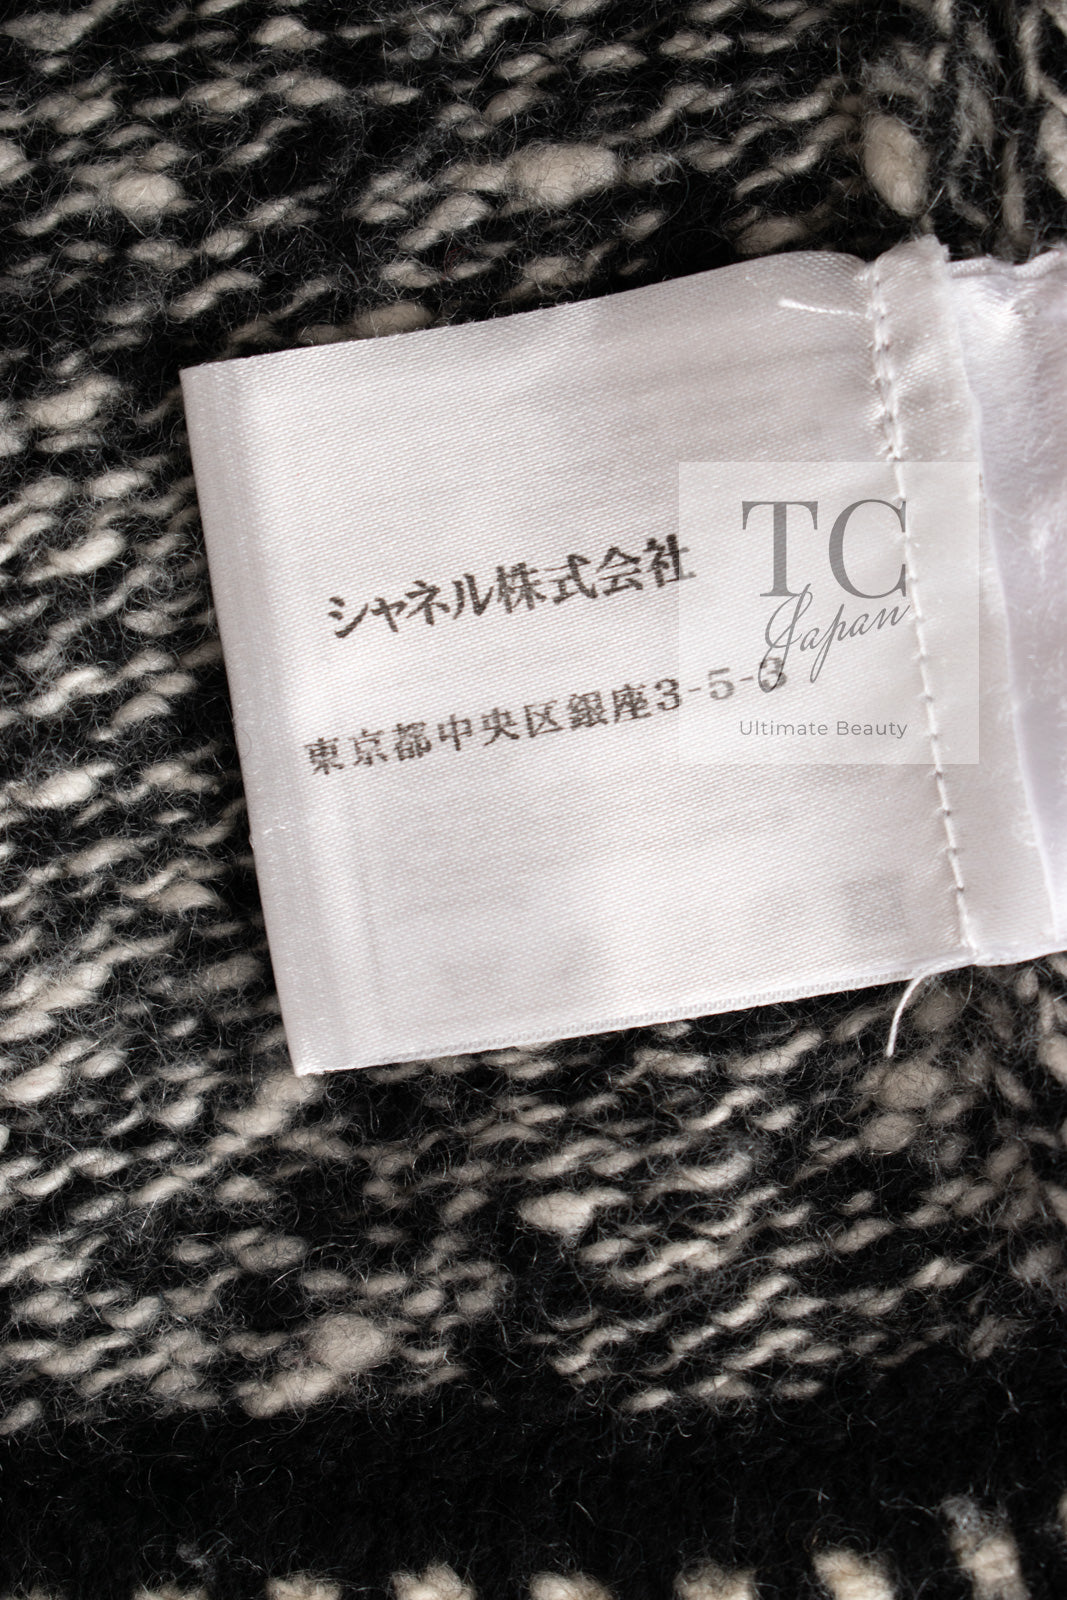 シャネル株式会社
東京都中央区銀座3-5-3
TC
Japan
Ultimate Beauty